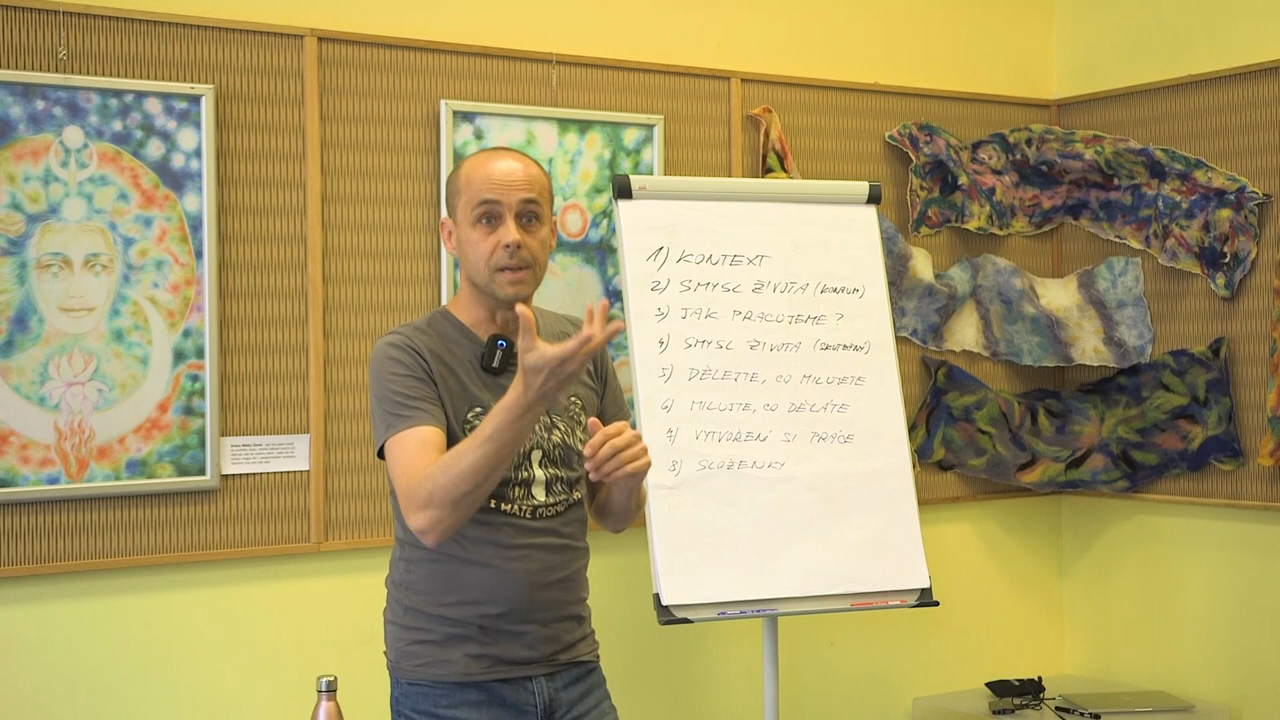 1) KONTEXT
2) SMYSL ŽIVOTA (KONZUM)
3) JAK PRACUJEME?
4) SMYSL ŽIVOTA (SKUTEČNÝ)
5) DĚLEJTE, CO MILUJETE
6) MILUJTE, CO DĚLÁTE
7) VYTVOŘENÍ SI PRÁCE
8) SLOŽENKY
I HATE MONDAYS